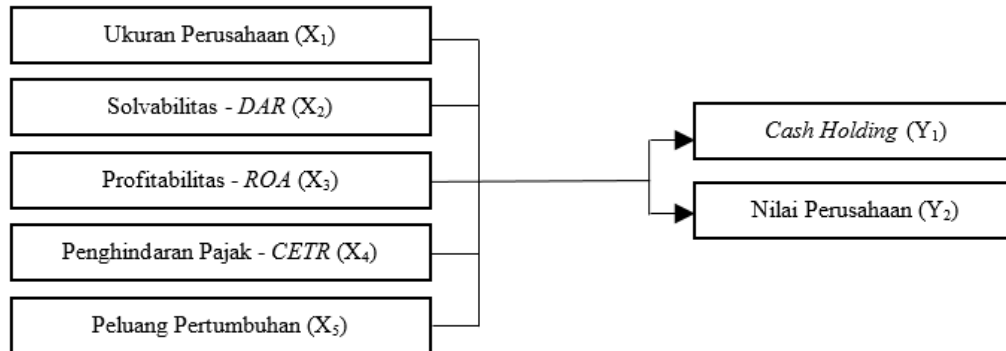 Ukuran Perusahaan (X₁)
Solvabilitas - DAR (X₂)
Profitabilitas - ROA (X₃)
Penghindaran Pajak - CETR (X₄)
Peluang Pertumbuhan (X₅)
Cash Holding (Y₁)
Nilai Perusahaan (Y₂)